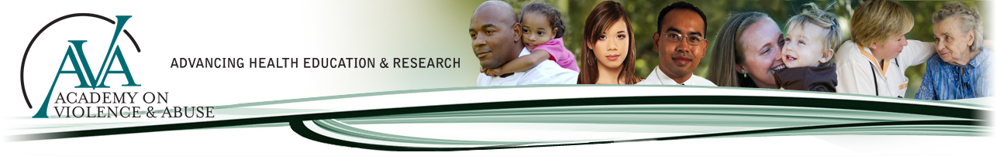 AVA
ACADEMY ON
VIOLENCE & ABUSE
ADVANCING HEALTH EDUCATION & RESEARCH